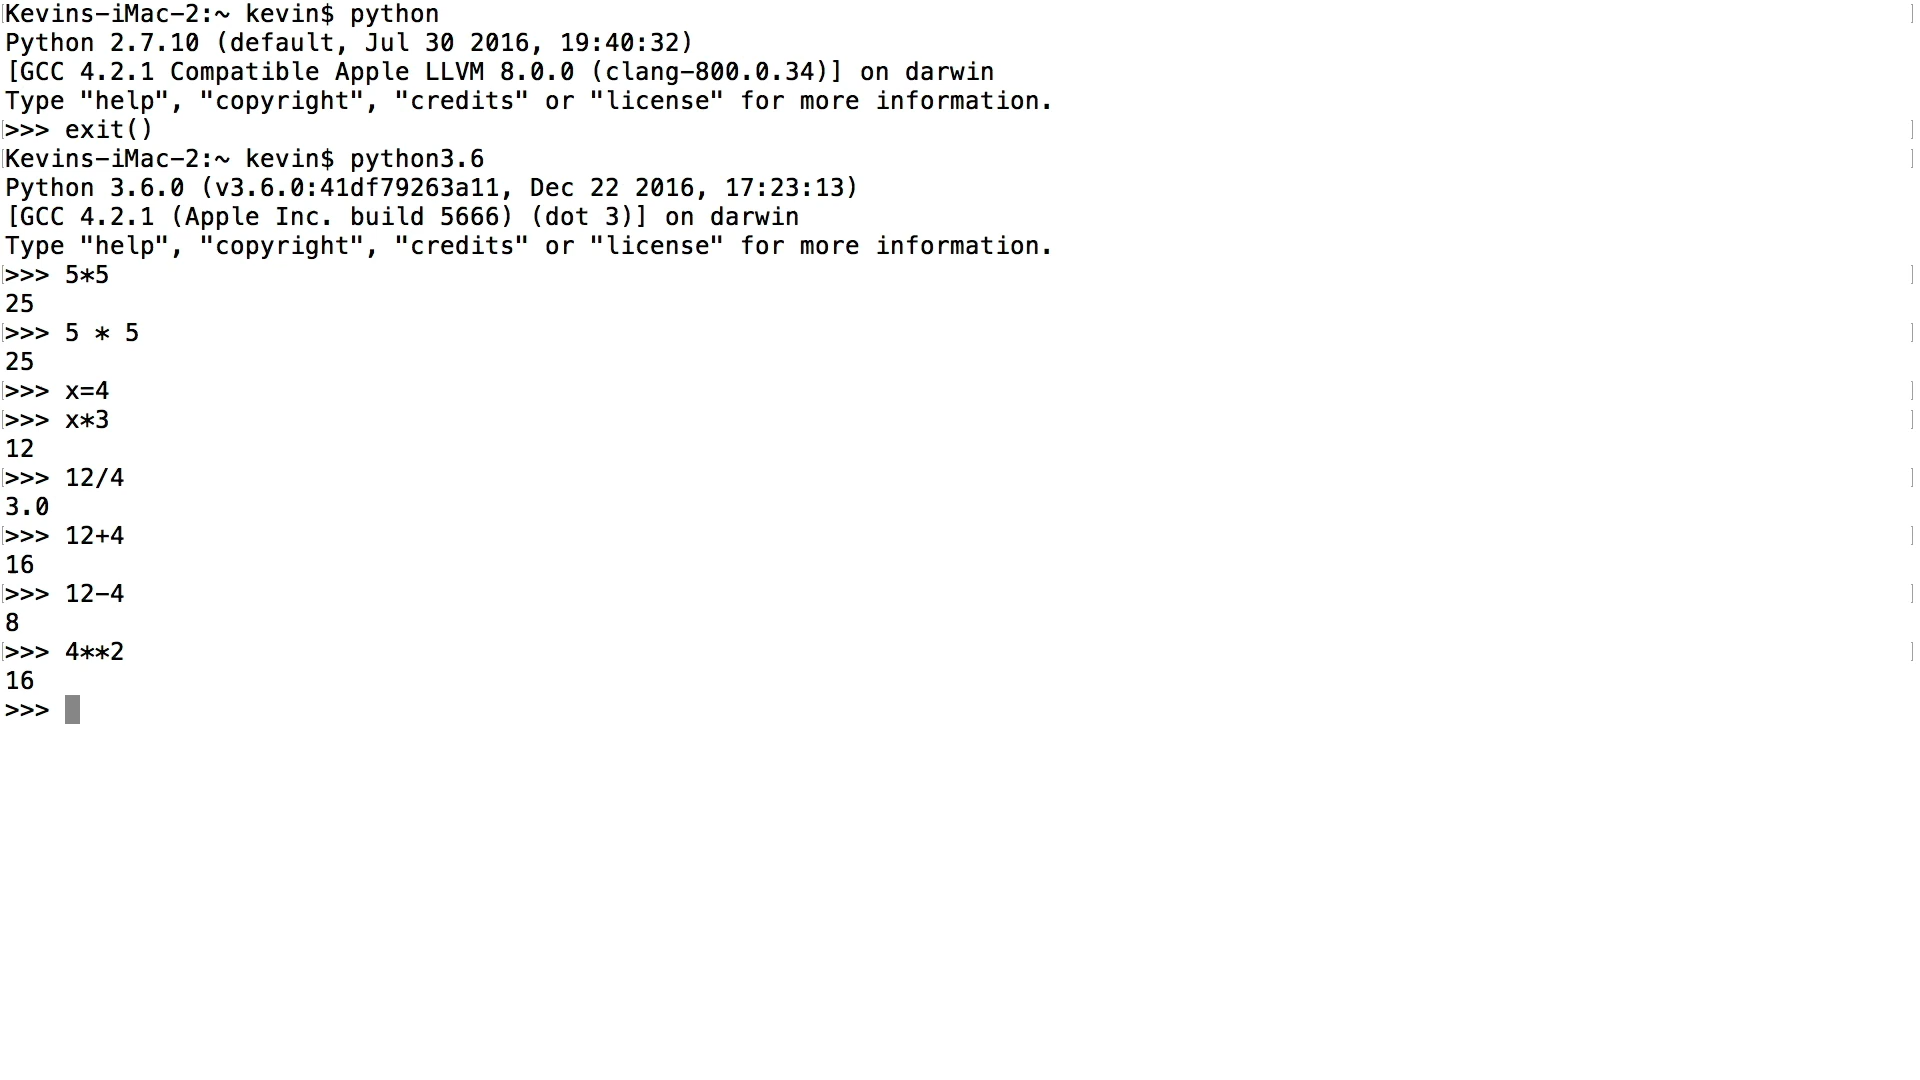 Kevins-iMac-2:~ kevin$ python
Python 2.7.10 (default, Jul 30 2016, 19:40:32)
[GCC 4.2.1 Compatible Apple LLVM 8.0.0 (clang-800.0.34)] on darwin
Type "help", "copyright", "credits" or "license" for more information.
>>> exit()
Kevins-iMac-2:~ kevin$ python3.6
Python 3.6.0 (v3.6.0:41df79263a11, Dec 22 2016, 17:23:13)
[GCC 4.2.1 (Apple Inc. build 5666) (dot 3)] on darwin
Type "help", "copyright", "credits" or "license" for more information.
>>> 5*5
25
>>> 5 * 5
25
>>> x=4
>>> x*3
12
>>> 12/4
3.0
>>> 12+4
16
>>> 12-4
8
>>> 4**2
16
>>>